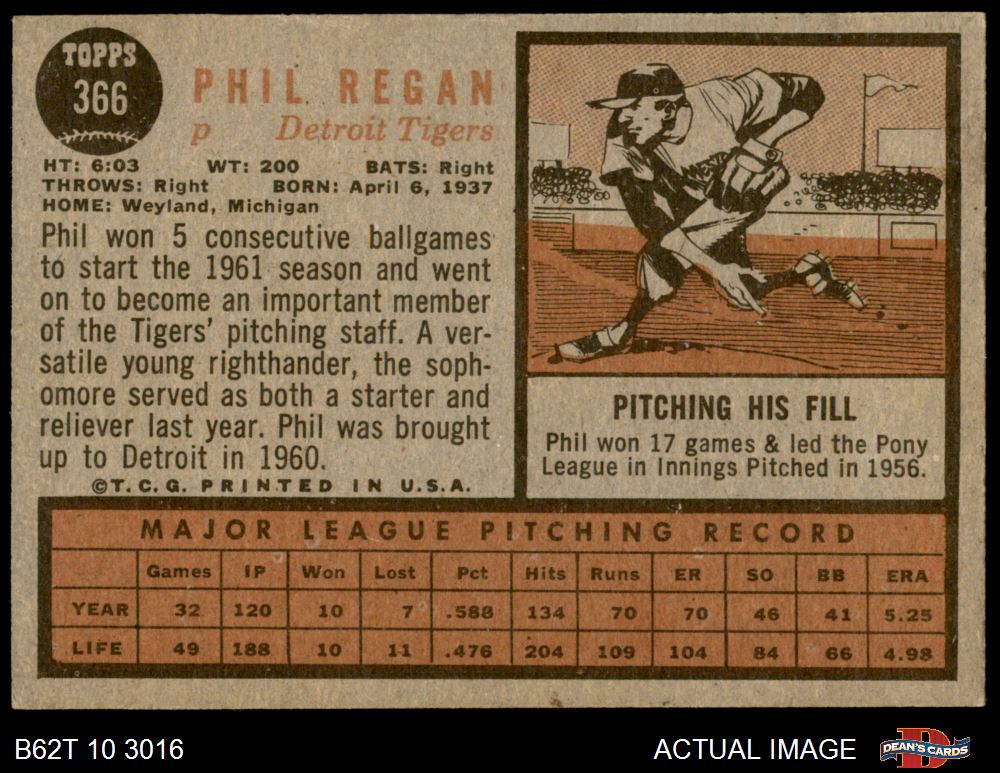 TOPPS
366
PHIL REGAN
p Detroit Tigers
HT: 6:03 WT: 200 BATS: Right
THROWS: Right BORN: April 6, 1937
HOME: Weyland, Michigan
Phil won 5 consecutive ballgames
to start the 1961 season and went
on to become an important member
of the Tigers' pitching staff. A ver-
satile young righthander, the soph-
omore served as both a starter and
reliever last year. Phil was brought
up to Detroit in 1960.
©T.C.G. PRINTED IN U.S.A.
PITCHING HIS FILL
Phil won 17 games & led the Pony
League in Innings Pitched in 1956.
MAJOR LEAGUE PITCHING RECORD
Games IP Won Lost Pct Hits Runs ER SO BB ERA
YEAR 32 120 10 7 .588 134 70 70 46 41 5.25
LIFE 49 188 10 11 .476 204 109 104 84 66 4.98
B62T 10 3016 ACTUAL IMAGE DEAN'S CARDS